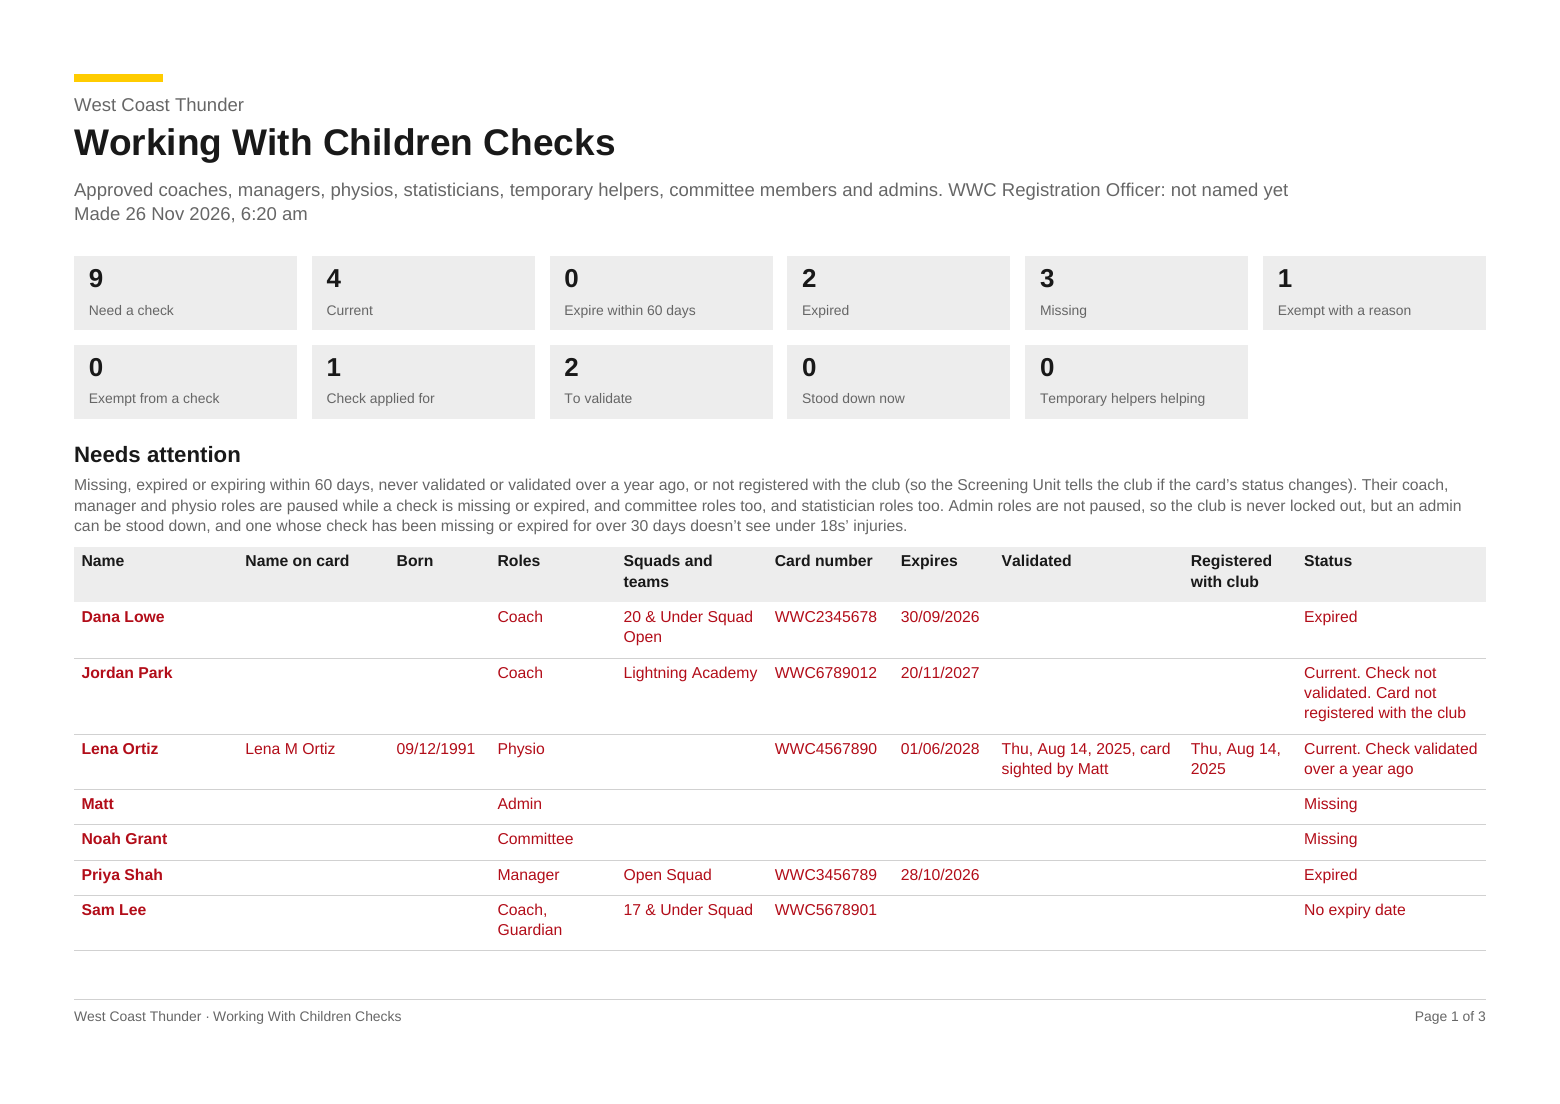 West Coast Thunder
Working With Children Checks
Approved coaches, managers, physios, statisticians, temporary helpers, committee members and admins. WWC Registration Officer: not named yet
Made 26 Nov 2026, 6:20 am
9 4 0 2 3 1
Need a check Current Expire within 60 days Expired Missing Exempt with a reason
0 1 2 0 0
Exempt from a check Check applied for To validate Stood down now Temporary helpers helping
Needs attention
Missing, expired or expiring within 60 days, never validated or validated over a year ago, or not registered with the club (so the Screening Unit tells the club if the card’s status changes). Their coach,
manager and physio roles are paused while a check is missing or expired, and committee roles too, and statistician roles too. Admin roles are not paused, so the club is never locked out, but an admin
can be stood down, and one whose check has been missing or expired for over 30 days doesn’t see under 18s’ injuries.
Name Name on card Born Roles Squads and Card number Expires Validated Registered Status
teams with club
Dana Lowe Coach 20 & Under Squad WWC2345678 30/09/2026 Expired
Open
Jordan Park Coach Lightning Academy WWC6789012 20/11/2027 Current. Check not
validated. Card not
registered with the club
Lena Ortiz Lena M Ortiz 09/12/1991 Physio WWC4567890 01/06/2028 Thu, Aug 14, 2025, card Thu, Aug 14, Current. Check validated
sighted by Matt 2025 over a year ago
Matt Admin Missing
Noah Grant Committee Missing
Priya Shah Manager Open Squad WWC3456789 28/10/2026 Expired
Sam Lee Coach, 17 & Under Squad WWC5678901 No expiry date
Guardian
West Coast Thunder · Working With Children Checks Page 1 of 3